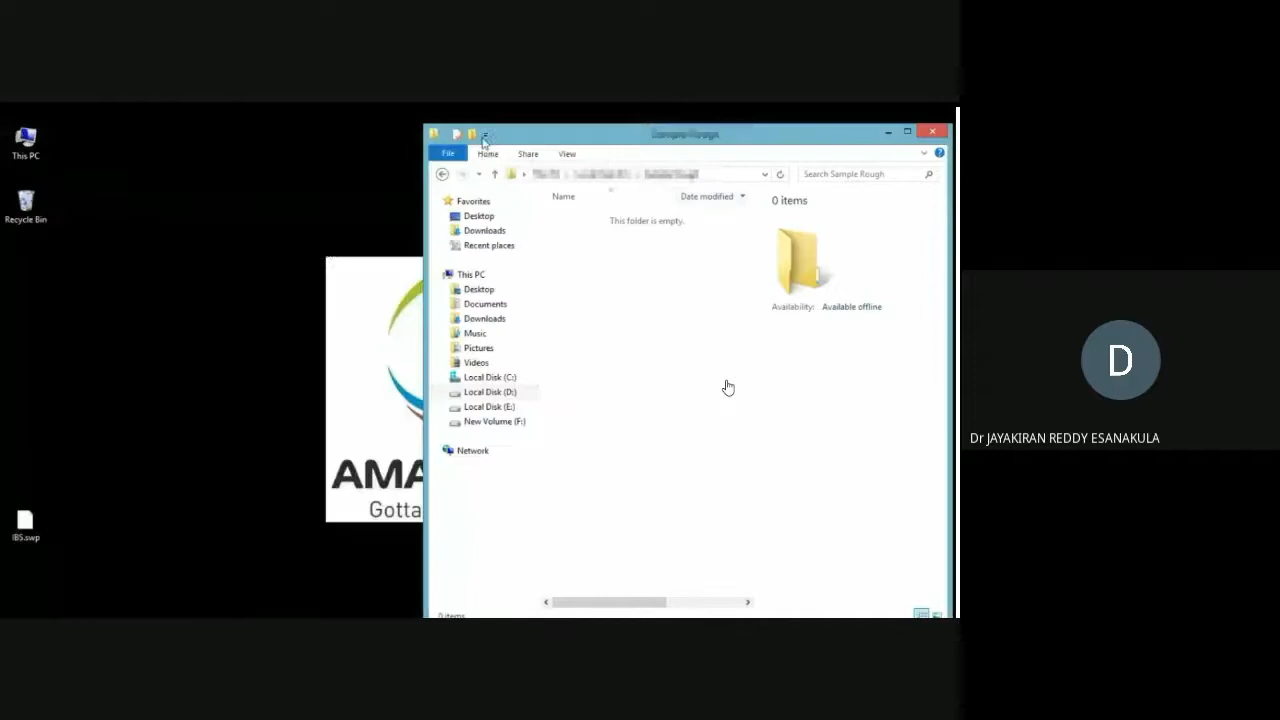 This PC
Recycle Bin
IBS.swp
AMA
Gotta
File Home Share View
Search Sample Rough
Name Date modified
This folder is empty.
0 items
Availability: Available offline
Favorites
Desktop
Downloads
Recent places
This PC
Desktop
Documents
Downloads
Music
Pictures
Videos
Local Disk (C:)
Local Disk (D:)
Local Disk (E:)
New Volume (F:)
Network
0 items
D
Dr JAYAKIRAN REDDY ESANAKULA